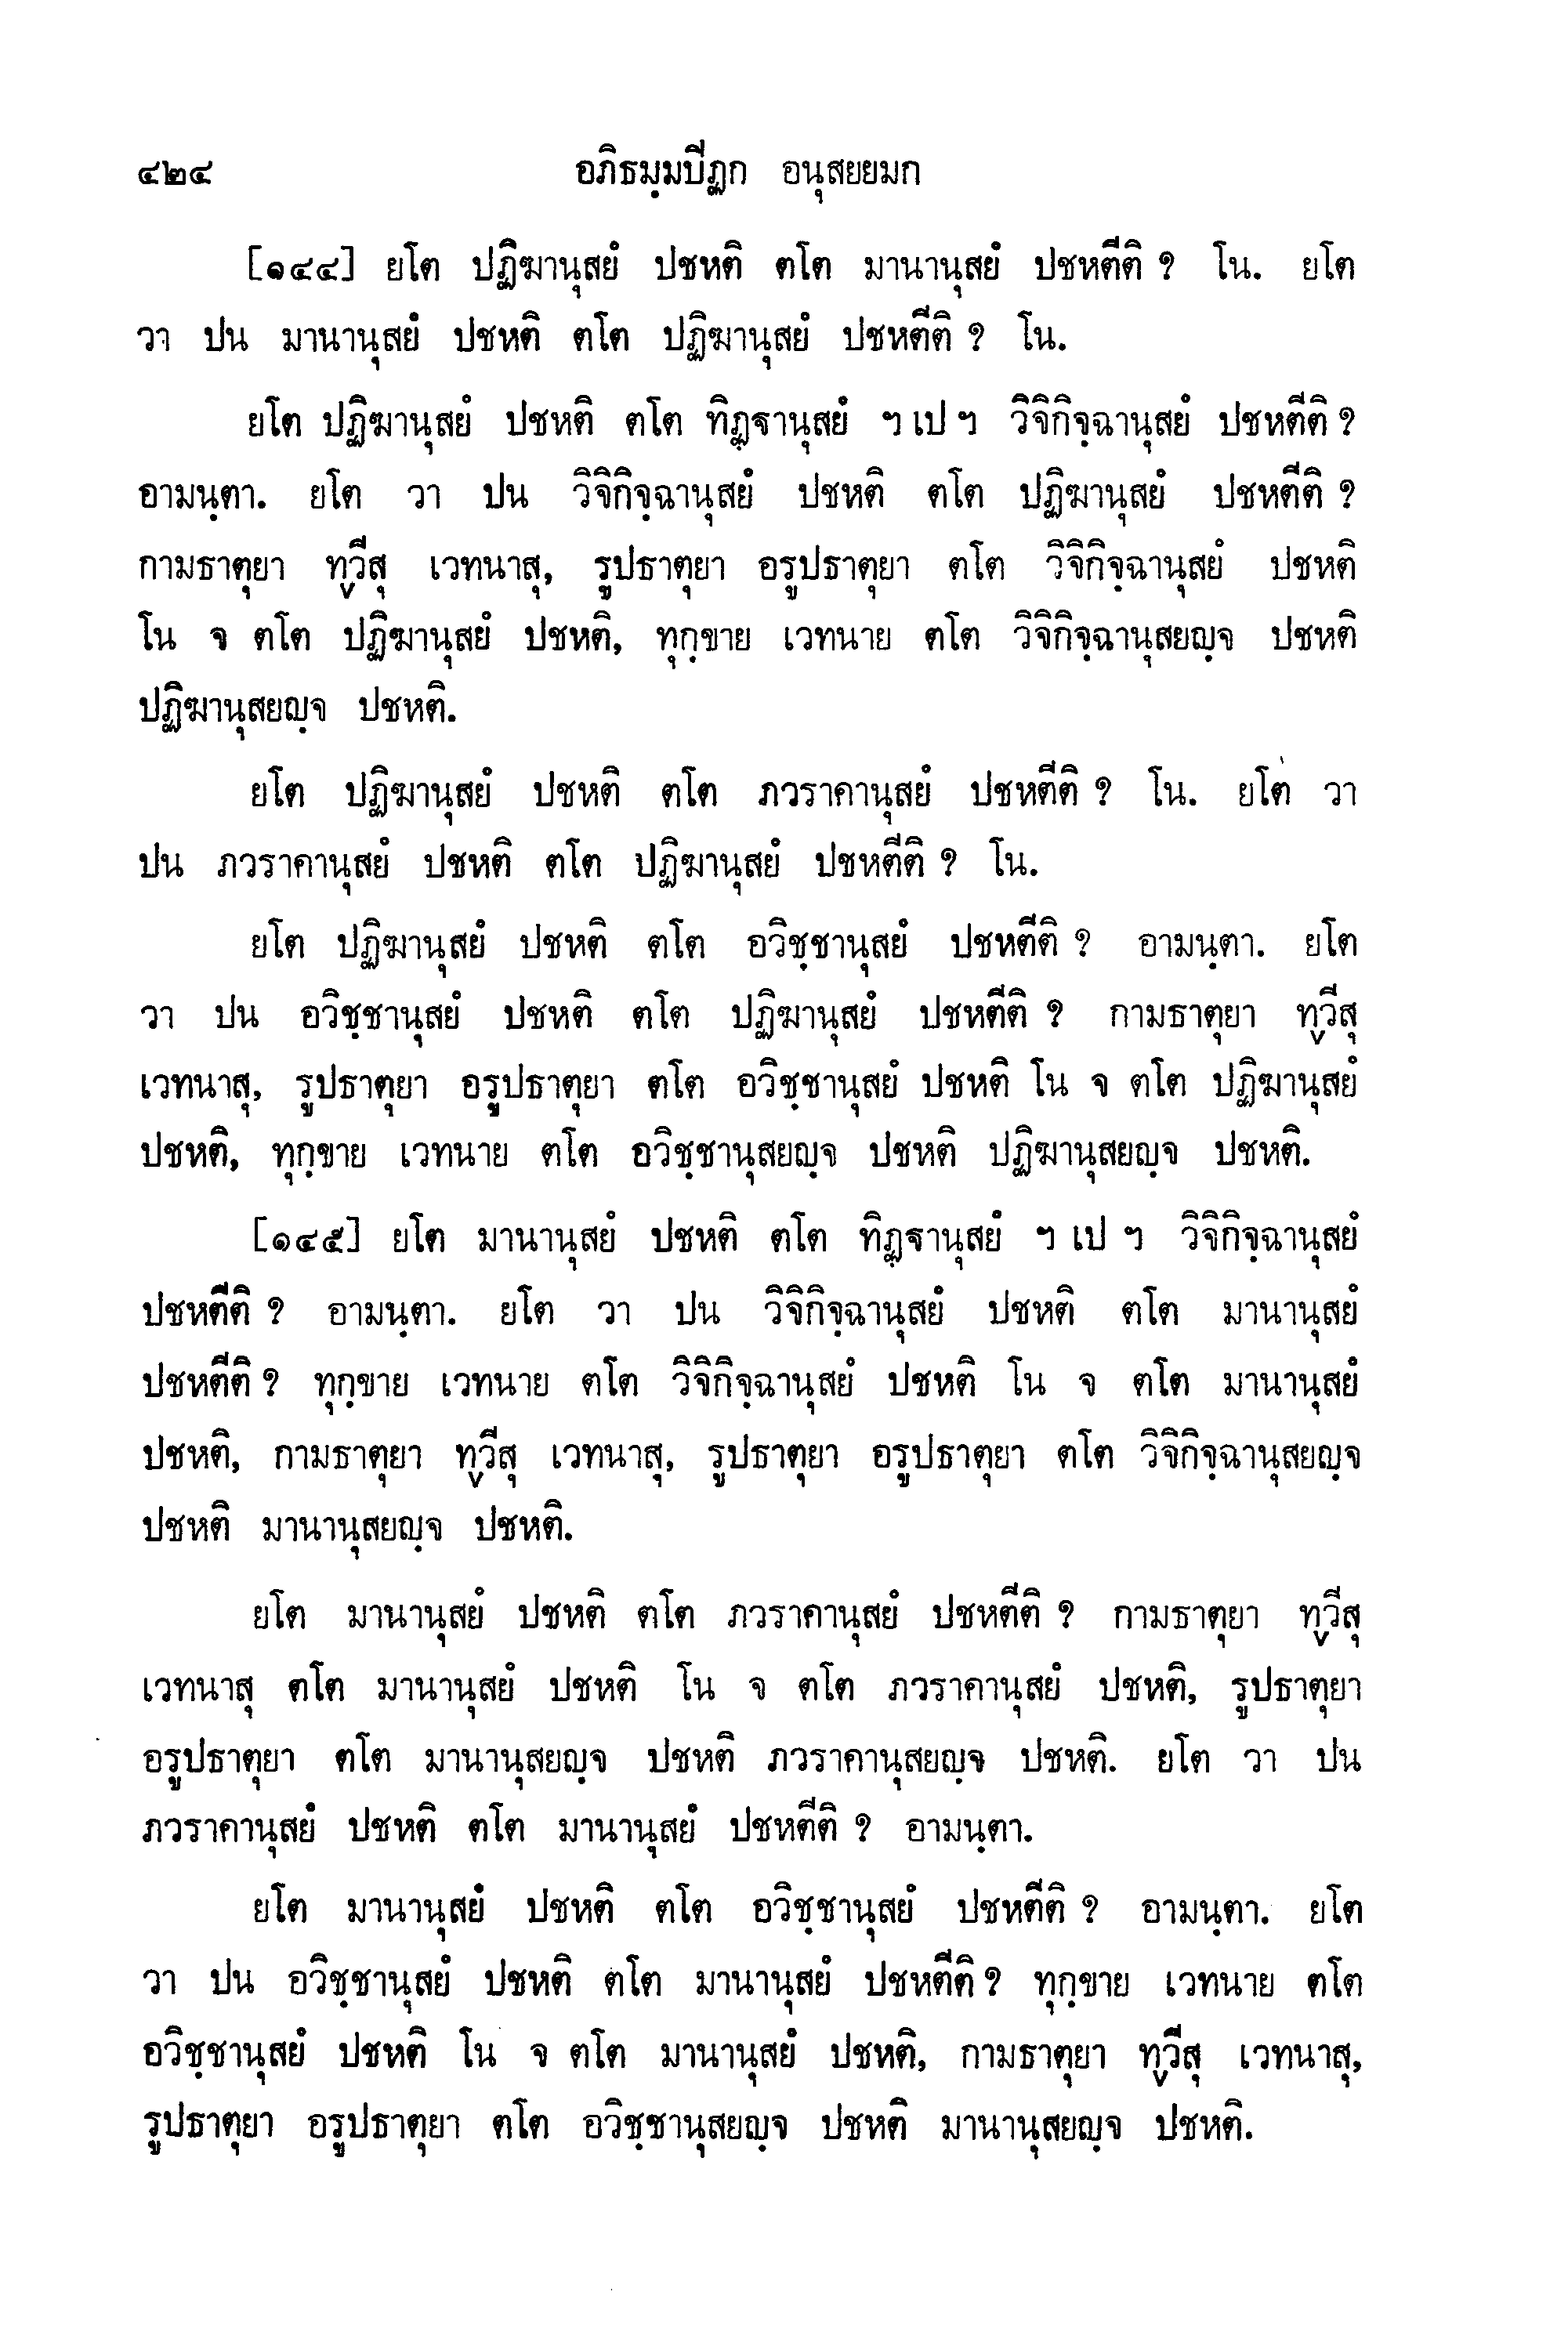 ๔๒๔ อภิธมฺมปีฏก อนุสยยมก
[๑๔๔] ยโต ปฏิฆานุสยํ ปชหติ ตโต มานานุสยํ ปชหตีติ ? โน. ยโต
วา ปน มานานุสยํ ปชหติ ตโต ปฏิฆานุสยํ ปชหตีติ ? โน.
ยโต ปฏิฆานุสยํ ปชหติ ตโต ทิฏฺฐานุสยํ ฯ เป ฯ วิจิกิจฺฉานุสยํ ปชหตีติ ?
อามนฺตา. ยโต วา ปน วิจิกิจฺฉานุสยํ ปชหติ ตโต ปฏิฆานุสยํ ปชหตีติ ?
กามธาตุยา ทฺวีสุ เวทนาสุ, รูปธาตุยา อรูปธาตุยา ตโต วิจิกิจฺฉานุสยํ ปชหติ
โน จ ตโต ปฏิฆานุสยํ ปชหติ, ทุกฺขาย เวทนาย ตโต วิจิกิจฺฉานุสยญฺจ ปชหติ
ปฏิฆานุสยญฺจ ปชหติ.
ยโต ปฏิฆานุสยํ ปชหติ ตโต ภวราคานุสยํ ปชหตีติ ? โน. ยโต วา
ปน ภวราคานุสยํ ปชหติ ตโต ปฏิฆานุสยํ ปชหตีติ ? โน.
ยโต ปฏิฆานุสยํ ปชหติ ตโต อวิชฺชานุสยํ ปชหตีติ ? อามนฺตา. ยโต
วา ปน อวิชฺชานุสยํ ปชหติ ตโต ปฏิฆานุสยํ ปชหตีติ ? กามธาตุยา ทฺวีสุ
เวทนาสุ, รูปธาตุยา อรูปธาตุยา ตโต อวิชฺชานุสยํ ปชหติ โน จ ตโต ปฏิฆานุสยํ
ปชหติ, ทุกฺขาย เวทนาย ตโต อวิชฺชานุสยญฺจ ปชหติ ปฏิฆานุสยญฺจ ปชหติ.
[๑๔๕] ยโต มานานุสยํ ปชหติ ตโต ทิฏฺฐานุสยํ ฯ เป ฯ วิจิกิจฺฉานุสยํ
ปชหตีติ ? อามนฺตา. ยโต วา ปน วิจิกิจฺฉานุสยํ ปชหติ ตโต มานานุสยํ
ปชหตีติ ? ทุกฺขาย เวทนาย ตโต วิจิกิจฺฉานุสยํ ปชหติ โน จ ตโต มานานุสยํ
ปชหติ, กามธาตุยา ทฺวีสุ เวทนาสุ, รูปธาตุยา อรูปธาตุยา ตโต วิจิกิจฺฉานุสยญฺจ
ปชหติ มานานุสยญฺจ ปชหติ.
ยโต มานานุสยํ ปชหติ ตโต ภวราคานุสยํ ปชหตีติ ? กามธาตุยา ทฺวีสุ
เวทนาสุ ตโต มานานุสยํ ปชหติ โน จ ตโต ภวราคานุสยํ ปชหติ, รูปธาตุยา
อรูปธาตุยา ตโต มานานุสยญฺจ ปชหติ ภวราคานุสยญฺจ ปชหติ. ยโต วา ปน
ภวราคานุสยํ ปชหติ ตโต มานานุสยํ ปชหตีติ ? อามนฺตา.
ยโต มานานุสยํ ปชหติ ตโต อวิชฺชานุสยํ ปชหตีติ ? อามนฺตา. ยโต
วา ปน อวิชฺชานุสยํ ปชหติ ตโต มานานุสยํ ปชหตีติ ? ทุกฺขาย เวทนาย ตโต
อวิชฺชานุสยํ ปชหติ โน จ ตโต มานานุสยํ ปชหติ, กามธาตุยา ทฺวีสุ เวทนาสุ,
รูปธาตุยา อรูปธาตุยา ตโต อวิชฺชานุสยญฺจ ปชหติ มานานุสยญฺจ ปชหติ.